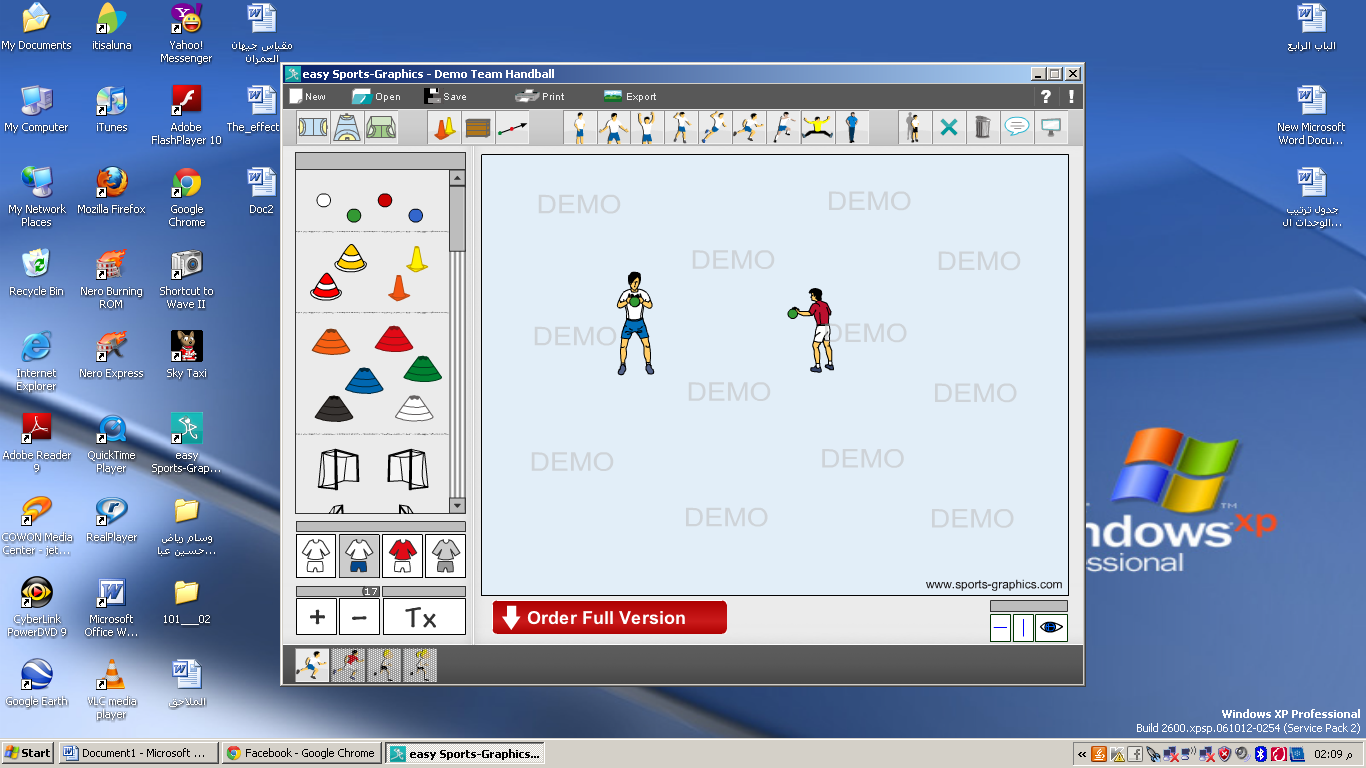 My Documents
itisaluna
Yahoo!
Messenger
مقياس جيهان
العمران
My Computer
iTunes
Adobe
FlashPlayer 10
The_effect
My Network
Places
Mozilla Firefox
Google
Chrome
Doc2
Recycle Bin
Nero Burning
ROM
Shortcut to
Wave II
Internet
Explorer
Nero Express
Sky Taxi
Adobe Reader
9
QuickTime
Player
easy
Sports-Grap...
COWON Media
Center - jet...
RealPlayer
وسام رياض
حسين عبا...
CyberLink
PowerDVD 9
Microsoft
Office W...
101___02
Google Earth
VLC media
player
الملاحق
الباب الرابع
New Microsoft
Word Docu...
جدول ترتيب
الوحدات ال...
easy Sports-Graphics - Demo Team Handball
New
Open
Save
Print
Export
? !
DEMO
DEMO
DEMO
DEMO
DEMO
DEMO
DEMO
DEMO
DEMO
DEMO
DEMO
DEMO
www.sports-graphics.com
17
+ − Tx
Order Full Version
ndows xp
TM
ssional
Windows XP Professional
Build 2600.xpsp.061012-0254 (Service Pack 2)
Start
Document1 - Microsoft ...
Facebook - Google Chrome
easy Sports-Graphics...
«
02:09 م